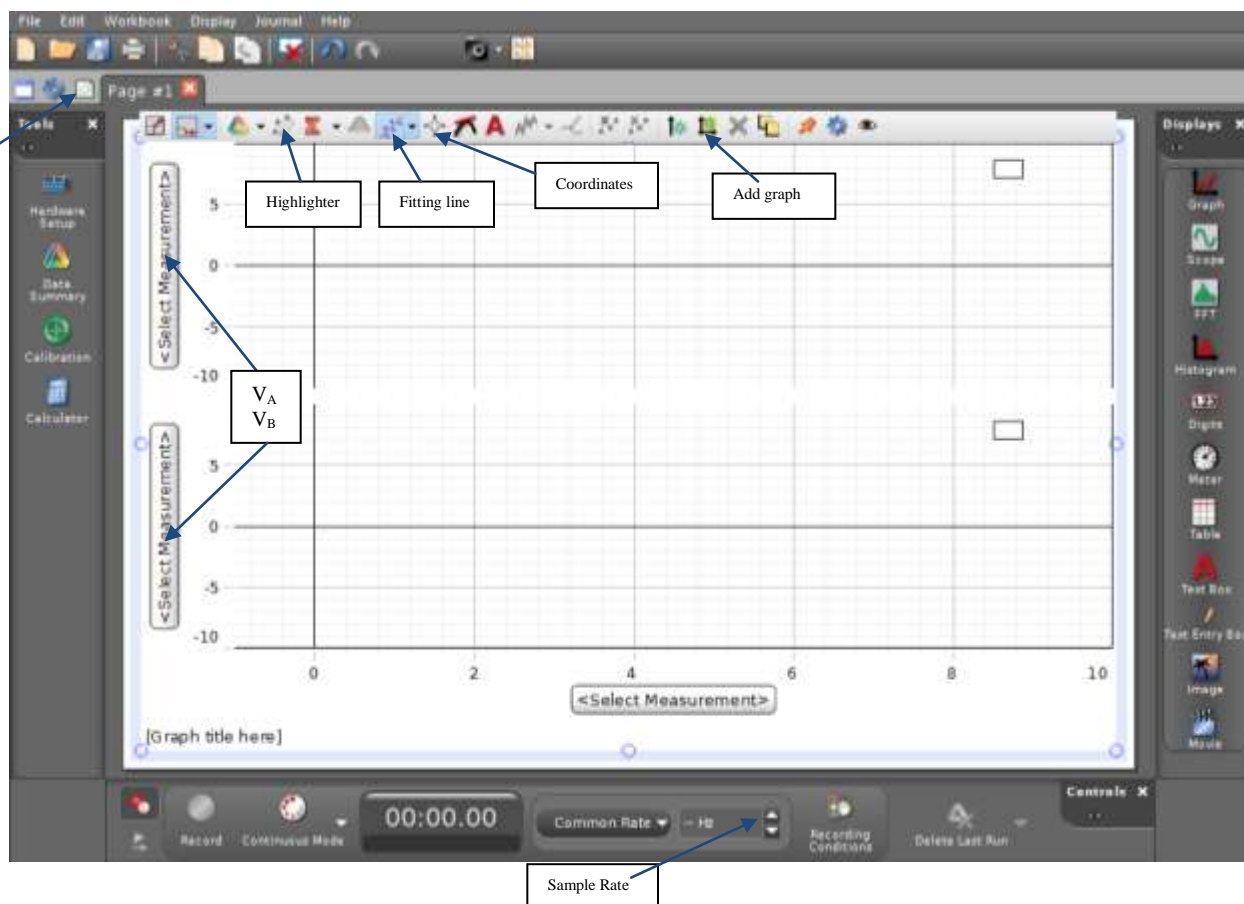 File Edit Workbook Display Journal Help
Page #1
Tools
Displays
Highlighter
Fitting line
Coordinates
Add graph
Hardware
Setup
Data
Summary
Calibration
Calculator
<Select Measurement>
5
0
-5
-10
V_A
V_B
<Select Measurement>
5
0
-5
-10
0 2 4 6 8 10
<Select Measurement>
[Graph title here]
Graph
Scope
FFT
Histogram
Digits
Meter
Table
Text Box
Text Entry Box
Image
Movie
Controls
Record
Continuous Mode
00:00.00
Common Rate
Hz
Recording
Conditions
Delete Last Run
Sample Rate